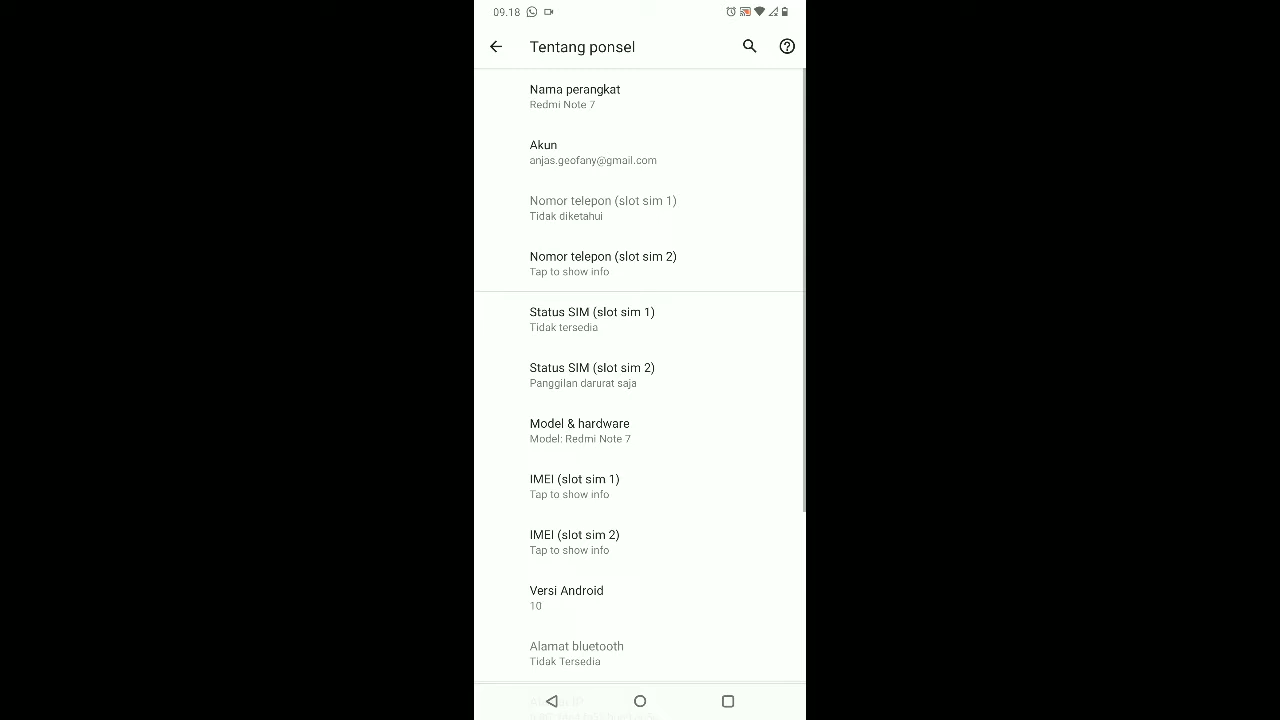 09.18
Tentang ponsel
Nama perangkat
Redmi Note 7
Akun
anjas.geofany@gmail.com
Nomor telepon (slot sim 1)
Tidak diketahui
Nomor telepon (slot sim 2)
Tap to show info
Status SIM (slot sim 1)
Tidak tersedia
Status SIM (slot sim 2)
Panggilan darurat saja
Model & hardware
Model: Redmi Note 7
IMEI (slot sim 1)
Tap to show info
IMEI (slot sim 2)
Tap to show info
Versi Android
10
Alamat bluetooth
Tidak Tersedia